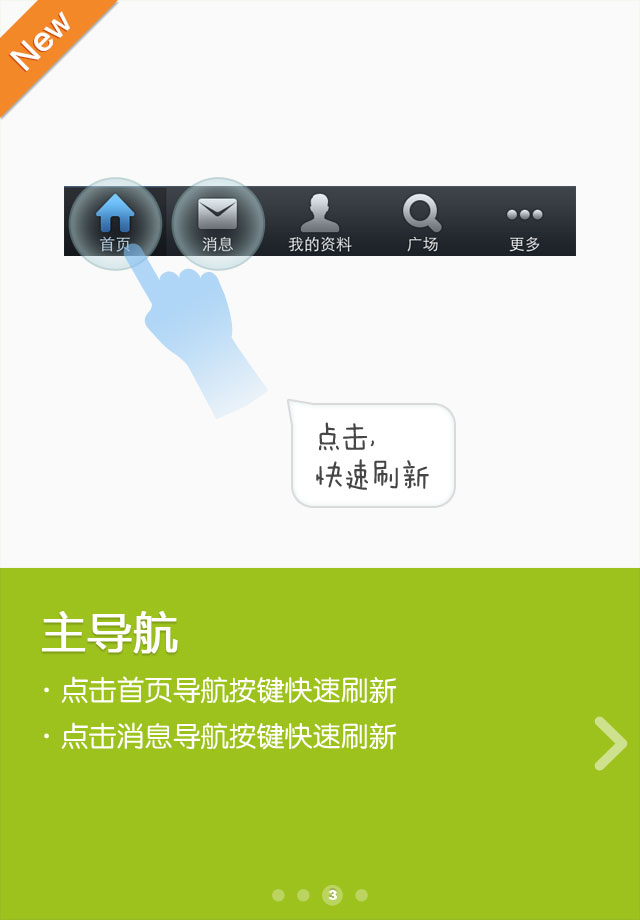 New
首页
消息
我的资料
广场
更多
点击,
快速刷新
主导航
· 点击首页导航按键快速刷新
· 点击消息导航按键快速刷新
3